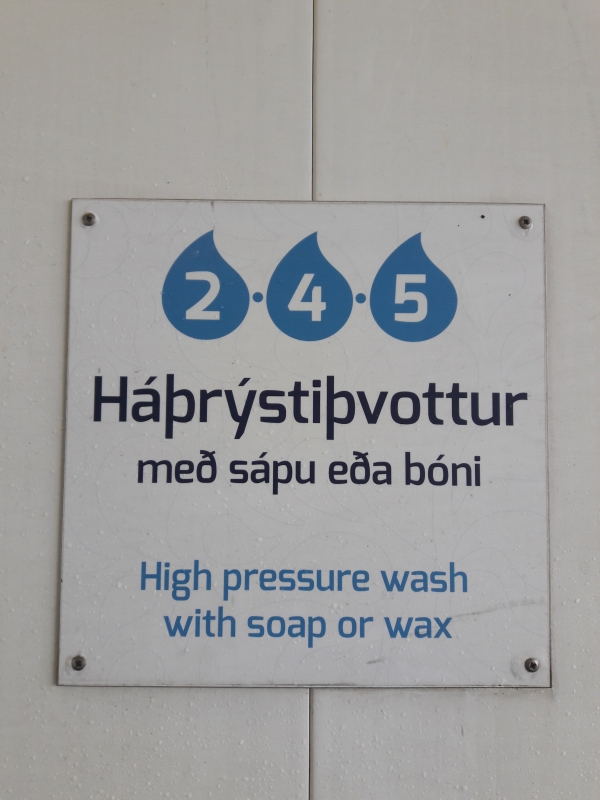 2·4·5
Háþrýstiþvottur
með sápu eða bóni
High pressure wash
with soap or wax